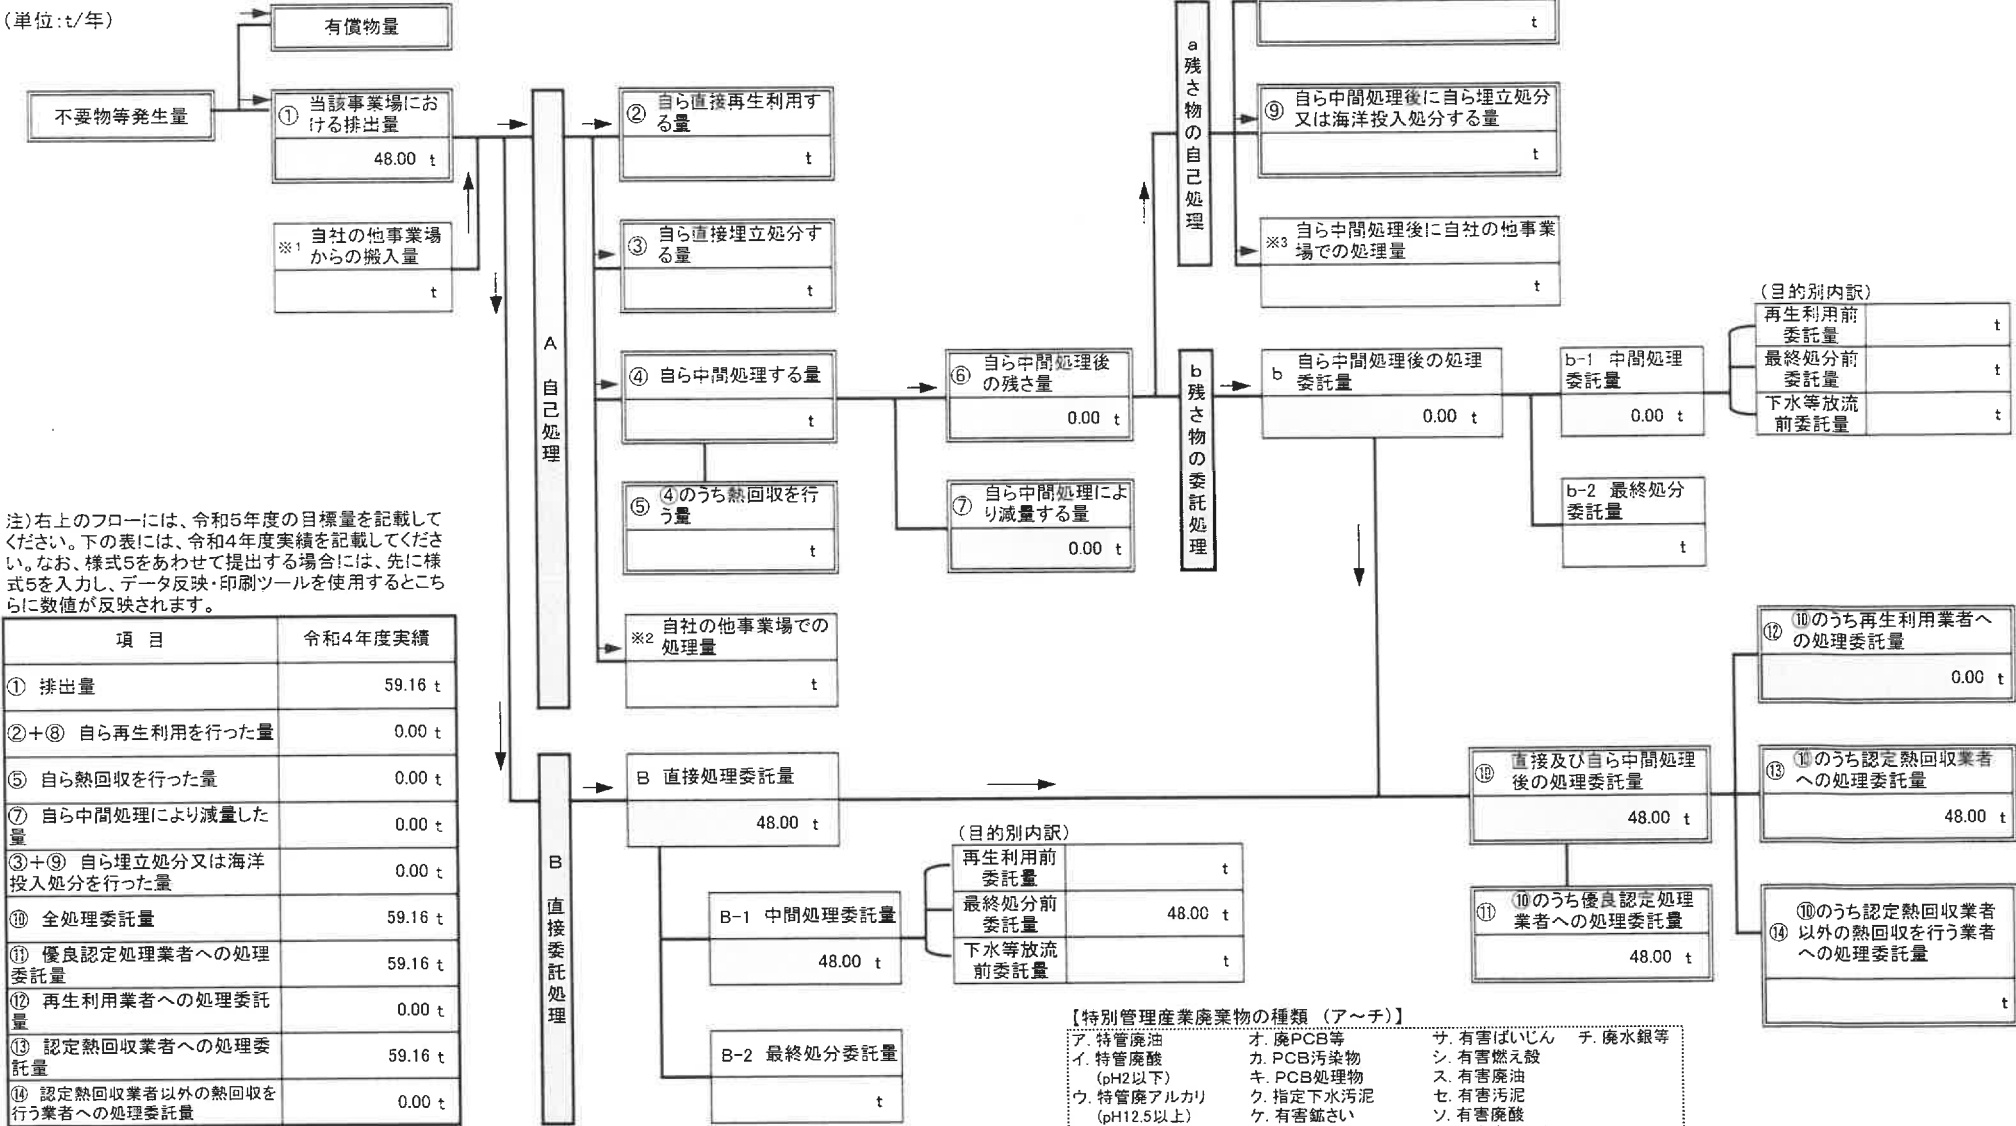 (単位:t/年)
有償物量
不要物等発生量
① 当該事業場にお
ける排出量
48.00 t
※1 自社の他事業場
からの搬入量
t
A 自己処理
② 自ら直接再生利用す
る量
t
③ 自ら直接埋立処分す
る量
t
④ 自ら中間処理する量
t
⑤ ④のうち熱回収を行
う量
t
※2 自社の他事業場での
処理量
t
⑥ 自ら中間処理後
の残さ量
0.00 t
⑦ 自ら中間処理によ
り減量する量
0.00 t
a 残さ物の自己処理
t
⑨ 自ら中間処理後に自ら埋立処分
又は海洋投入処分する量
t
※3 自ら中間処理後に自社の他事業
場での処理量
t
b 残さ物の委託処理
b 自ら中間処理後の処理
委託量
0.00 t
b-1 中間処理
委託量
0.00 t
(目的別内訳)
再生利用前
委託量
t
最終処分前
委託量
t
下水等放流
前委託量
t
b-2 最終処分
委託量
t
注)右上のフローには、令和5年度の目標量を記載して
ください。下の表には、令和4年度実績を記載してくださ
い。なお、様式5をあわせて提出する場合には、先に様
式5を入力し、データ反映・印刷ツールを使用するとこち
らに数値が反映されます。
項 目 令和4年度実績
① 排出量 59.16 t
②+⑧ 自ら再生利用を行った量 0.00 t
⑤ 自ら熱回収を行った量 0.00 t
⑦ 自ら中間処理により減量した
量 0.00 t
③+⑨ 自ら埋立処分又は海洋
投入処分を行った量 0.00 t
⑩ 全処理委託量 59.16 t
⑪ 優良認定処理業者への処理
委託量 59.16 t
⑫ 再生利用業者への処理委託
量 0.00 t
⑬ 認定熱回収業者への処理委
託量 59.16 t
⑭ 認定熱回収業者以外の熱回収を
行う業者への処理委託量 0.00 t
B 直接委託処理
B 直接処理委託量
48.00 t
B-1 中間処理委託量
48.00 t
(目的別内訳)
再生利用前
委託量
t
最終処分前
委託量
48.00 t
下水等放流
前委託量
t
B-2 最終処分委託量
t
⑩ 直接及び自ら中間処理
後の処理委託量
48.00 t
⑪ ⑩のうち優良認定処理
業者への処理委託量
48.00 t
⑫ ⑩のうち再生利用業者へ
の処理委託量
0.00 t
⑬ ⑩のうち認定熱回収業者
への処理委託量
48.00 t
⑭ ⑩のうち認定熱回収業者
以外の熱回収を行う業者
への処理委託量
t
【特別管理産業廃棄物の種類 (ア~チ)】
ア. 特管廃油 オ. 廃PCB等 サ. 有害ばいじん チ. 廃水銀等
イ. 特管廃酸 カ. PCB汚染物 シ. 有害燃え殻
(pH2以下) キ. PCB処理物 ス. 有害廃油
ウ. 特管廃アルカリ ク. 指定下水汚泥 セ. 有害汚泥
(pH12.5以上) ケ. 有害鉱さい ソ. 有害廃酸